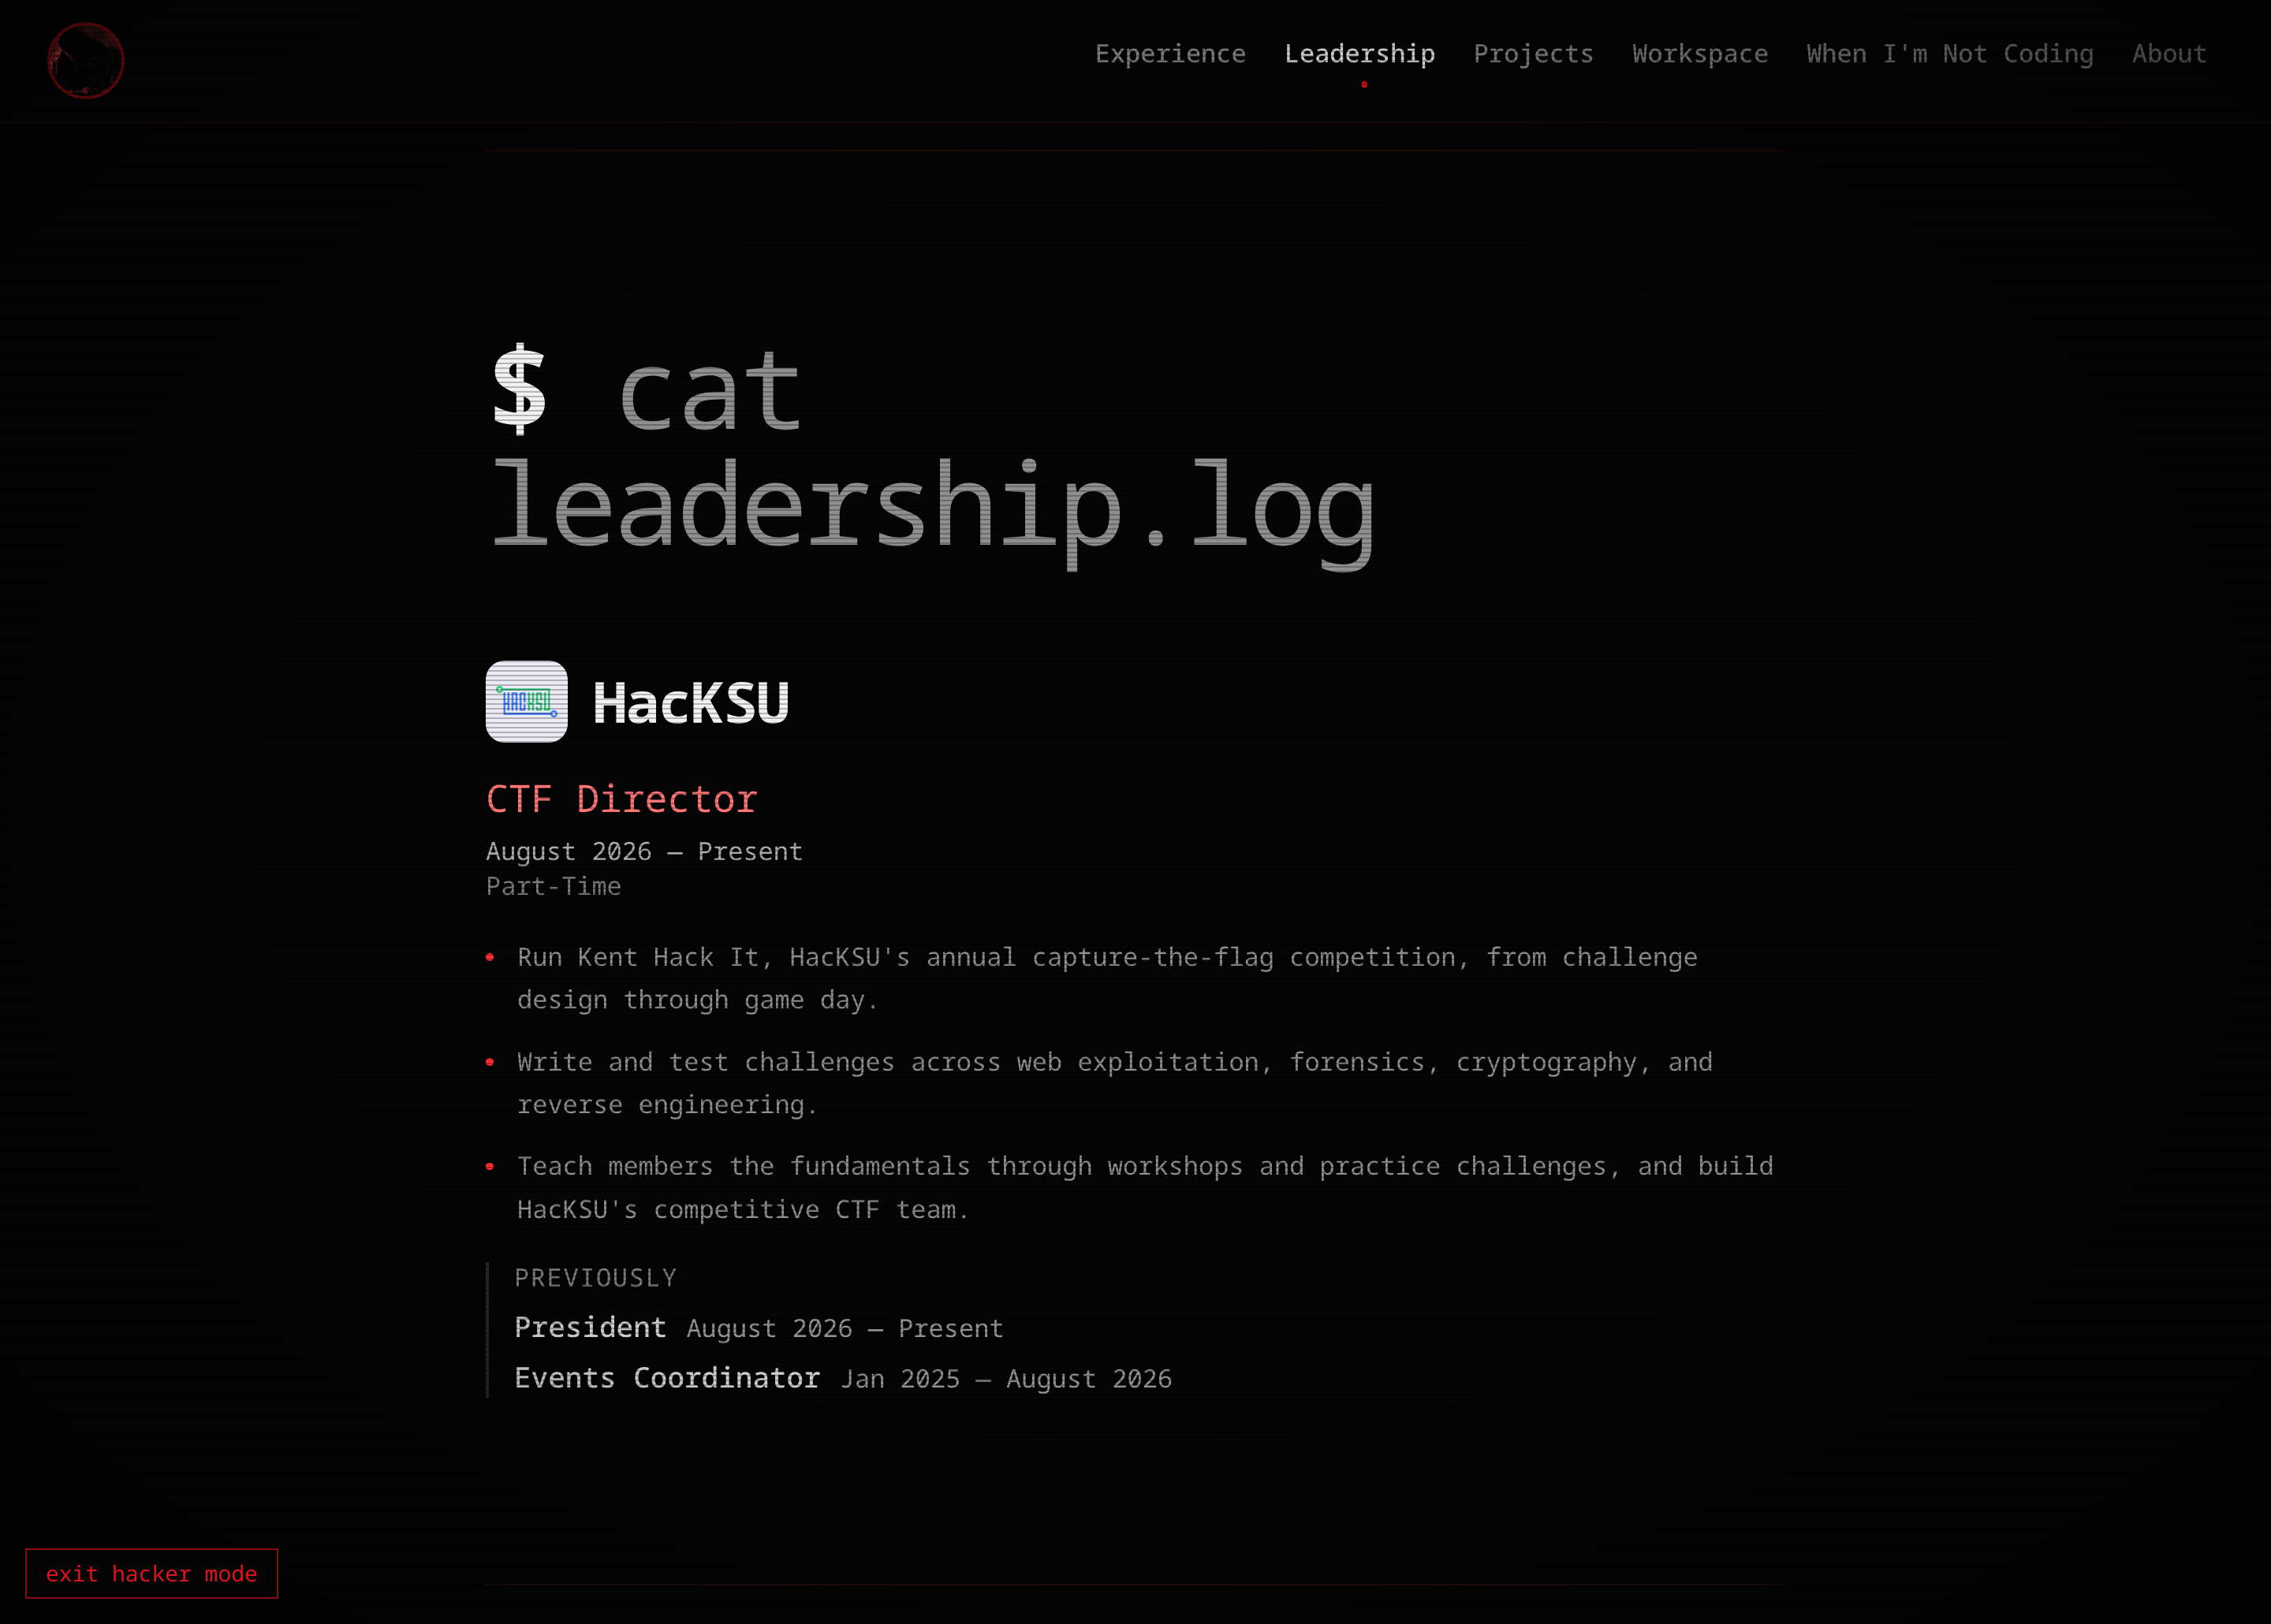 Experience Leadership Projects Workspace When I'm Not Coding About
$ cat
leadership.log
HACKSU
HacKSU
CTF Director
August 2026 — Present
Part-Time
Run Kent Hack It, HacKSU's annual capture-the-flag competition, from challenge
design through game day.
Write and test challenges across web exploitation, forensics, cryptography, and
reverse engineering.
Teach members the fundamentals through workshops and practice challenges, and build
HacKSU's competitive CTF team.
PREVIOUSLY
President August 2026 — Present
Events Coordinator Jan 2025 — August 2026
exit hacker mode